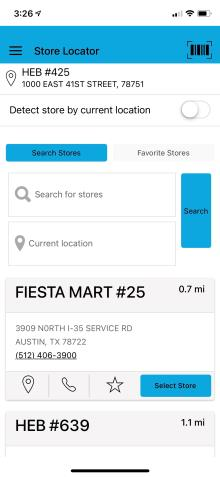 3:26
Store Locator
HEB #425
1000 EAST 41ST STREET, 78751
Detect store by current location
Search Stores
Favorite Stores
Search for stores
Search
Current location
FIESTA MART #25
0.7 mi
3909 NORTH I-35 SERVICE RD
AUSTIN, TX 78722
(512) 406-3900
Select Store
HEB #639
1.1 mi